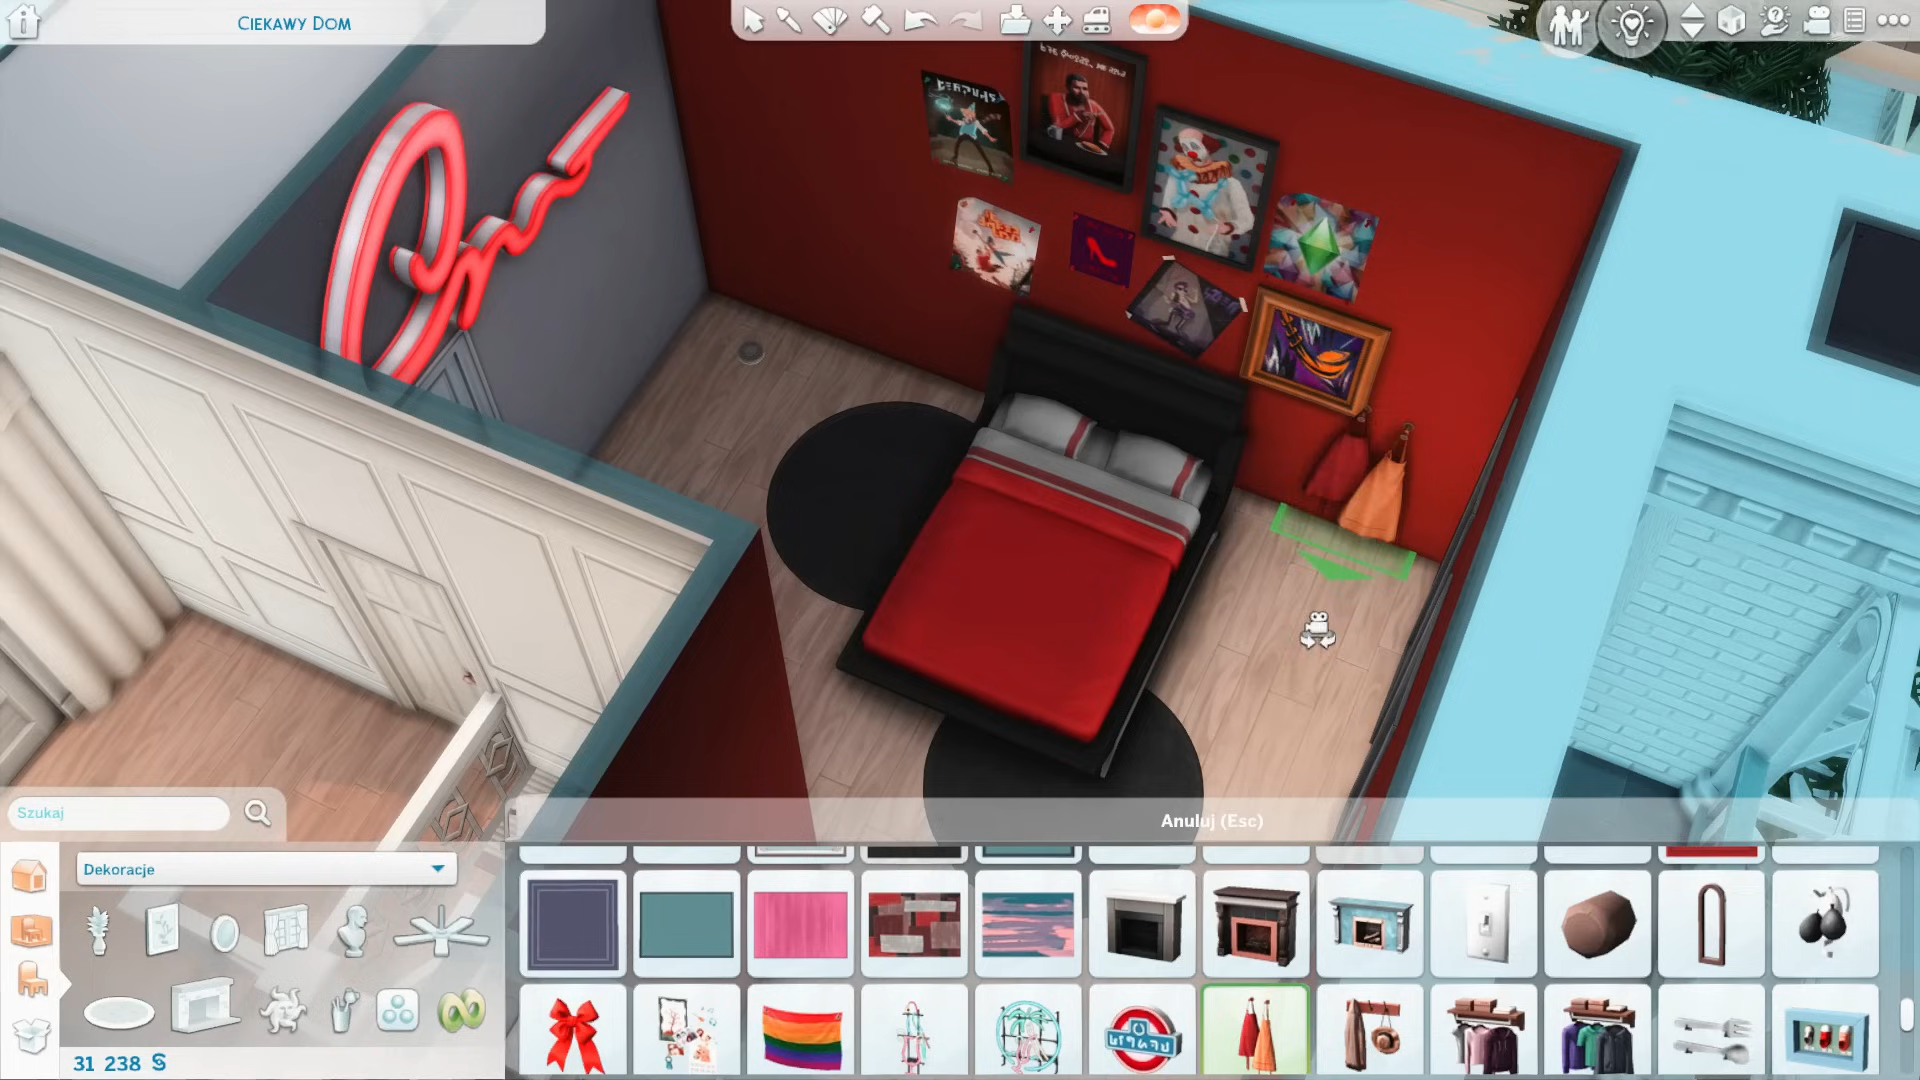 Ciekawy Dom
Szukaj
Anuluj (Esc)
Dekoracje
31 238 §